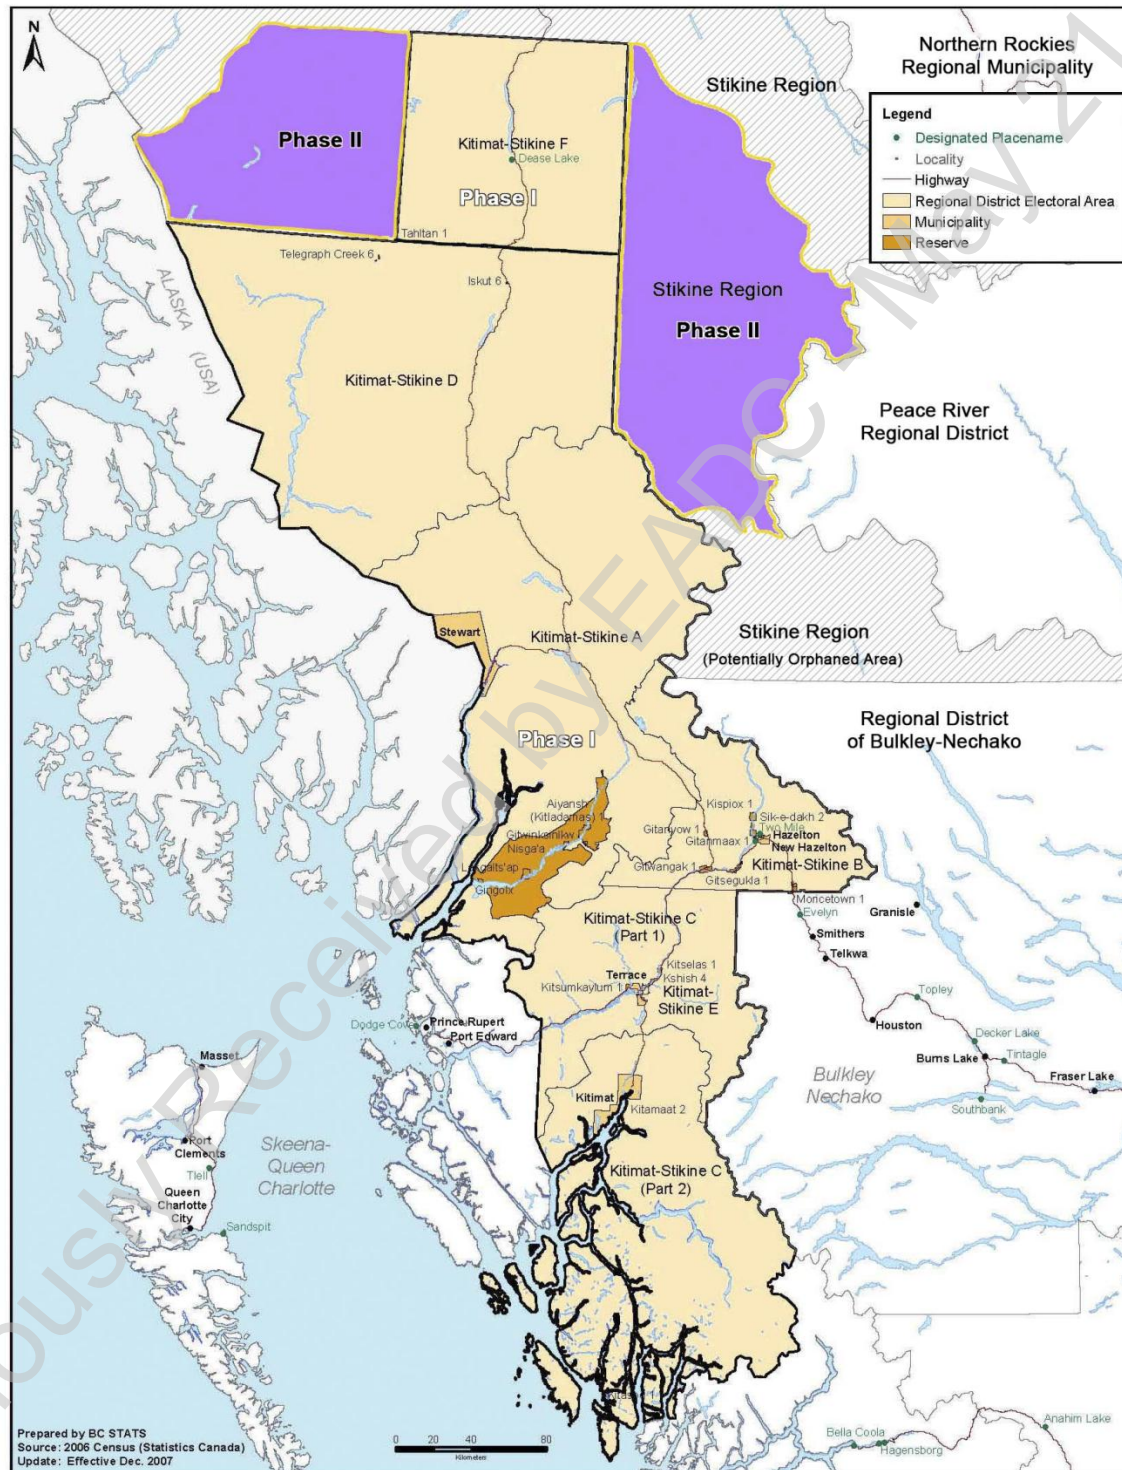 N
Northern Rockies
Regional Municipality
Stikine Region
Legend
Designated Placename
Locality
Highway
Regional District Electoral Area
Municipality
Reserve
Phase II
Kitimat-Stikine F
Dease Lake
Phase I
Tahltan 1
Telegraph Creek 6
Iskut 6
ALASKA
(USA)
Stikine Region
Phase II
Kitimat-Stikine D
Peace River
Regional District
Stewart
Kitimat-Stikine A
Stikine Region
(Potentially Orphaned Area)
Phase I
Regional District
of Bulkley-Nechako
Aiyansh
(Kitladamas) 1
Gitwinksihlkw
Nisga'a
Gingolx
Kispiox 1
Sik-e-dakh 2
Two Mile
Gitanyow 1
Gitanmaax 1
Hazelton
New Hazelton
Gitwangak 1
Kitimat-Stikine B
Gitsegukla 1
Moricetown 1
Evelyn
Granisle
Smithers
Telkwa
Kitimat-Stikine C
(Part 1)
Kitselas 1
Terrace
Kshish 4
Kitsumkaylum 1
Kitimat-
Stikine E
Topley
Houston
Decker Lake
Burns Lake
Tintagle
Fraser Lake
Southbank
Bulkley
Nechako
Dodge Cove
Prince Rupert
Port Edward
Masset
Port
Clements
Tlell
Queen
Charlotte
City
Sandspit
Skeena-
Queen
Charlotte
Kitimat
Kitamaat 2
Kitimat-Stikine C
(Part 2)
Bella Coola
Hagensborg
Anahim Lake
Prepared by BC STATS
Source: 2006 Census (Statistics Canada)
Update: Effective Dec. 2007
0 20 40 80
Kilometers
ously Received by EADC May 21